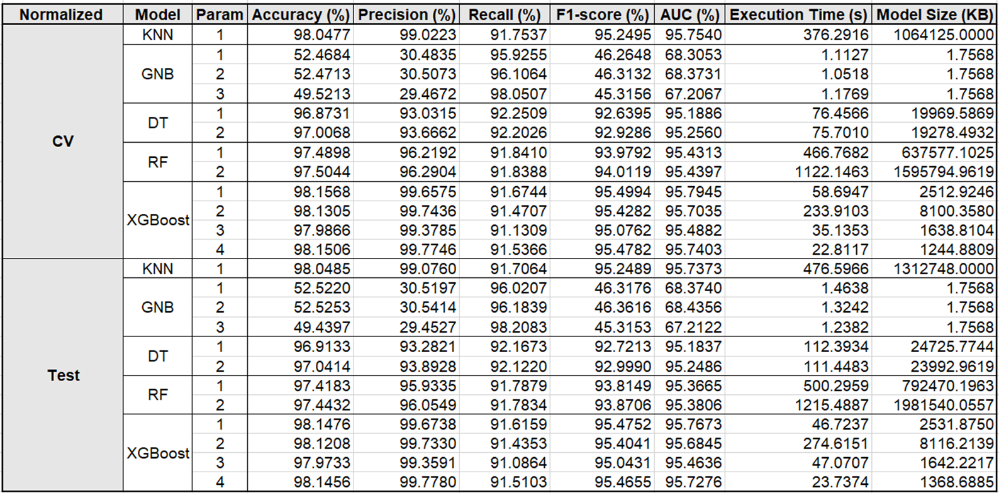 Normalized Model Param Accuracy (%) Precision (%) Recall (%) F1-score (%) AUC (%) Execution Time (s) Model Size (KB)
CV KNN 1 98.0477 99.0223 91.7537 95.2495 95.7540 376.2916 1064125.0000
GNB 1 52.4684 30.4835 95.9255 46.2648 68.3053 1.1127 1.7568
2 52.4713 30.5073 96.1064 46.3132 68.3731 1.0518 1.7568
3 49.5213 29.4672 98.0507 45.3156 67.2067 1.1769 1.7568
DT 1 96.8731 93.0315 92.2509 92.6395 95.1886 76.4566 19969.5869
2 97.0068 93.6662 92.2026 92.9286 95.2560 75.7010 19278.4932
RF 1 97.4898 96.2192 91.8410 93.9792 95.4313 466.7682 637577.1025
2 97.5044 96.2904 91.8388 94.0119 95.4397 1122.1463 1595794.9619
XGBoost 1 98.1568 99.6575 91.6744 95.4994 95.7945 58.6947 2512.9246
2 98.1305 99.7436 91.4707 95.4282 95.7035 233.9103 8100.3580
3 97.9866 99.3785 91.1309 95.0762 95.4882 35.1353 1638.8104
4 98.1506 99.7746 91.5366 95.4782 95.7403 22.8117 1244.8809
Test KNN 1 98.0485 99.0760 91.7064 95.2489 95.7373 476.5966 1312748.0000
GNB 1 52.5220 30.5197 96.0207 46.3176 68.3740 1.4638 1.7568
2 52.5253 30.5414 96.1839 46.3616 68.4356 1.3242 1.7568
3 49.4397 29.4527 98.2083 45.3153 67.2122 1.2382 1.7568
DT 1 96.9133 93.2821 92.1673 92.7213 95.1837 112.3934 24725.7744
2 97.0414 93.8928 92.1220 92.9990 95.2486 111.4483 23992.9619
RF 1 97.4183 95.9335 91.7879 93.8149 95.3665 500.2959 792470.1963
2 97.4432 96.0549 91.7834 93.8706 95.3806 1215.4887 1981540.0557
XGBoost 1 98.1476 99.6738 91.6159 95.4752 95.7673 46.7237 2531.8750
2 98.1208 99.7330 91.4353 95.4041 95.6845 274.6151 8116.2139
3 97.9733 99.3591 91.0864 95.0431 95.4636 47.0707 1642.2217
4 98.1456 99.7780 91.5103 95.4655 95.7276 23.7374 1368.6885